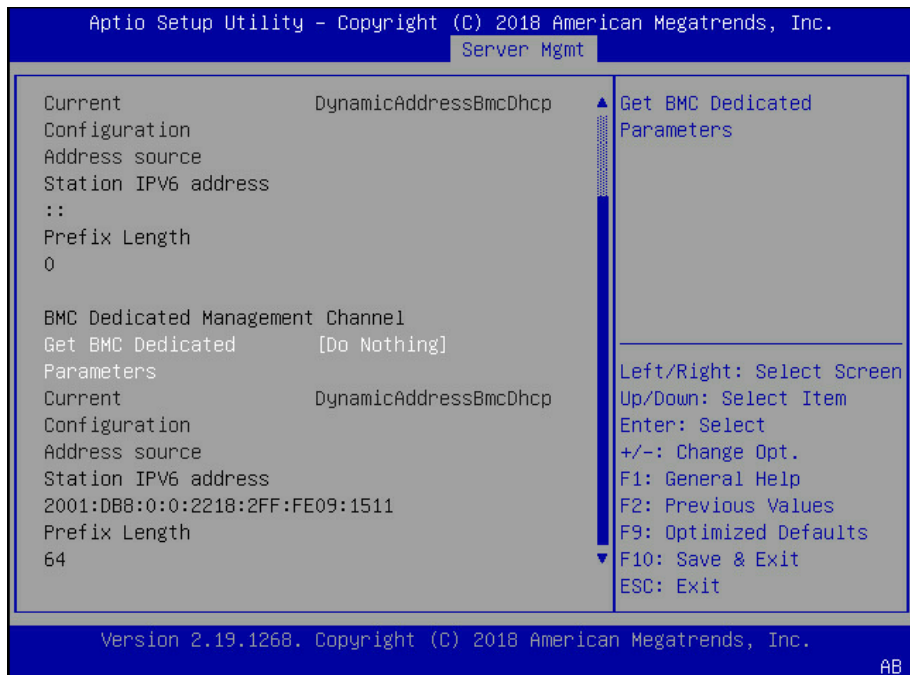 Aptio Setup Utility – Copyright (C) 2018 American Megatrends, Inc.
Server Mgmt
Current DynamicAddressBmcDhcp
Configuration
Address source
Station IPV6 address
::
Prefix Length
0
BMC Dedicated Management Channel
Get BMC Dedicated [Do Nothing]
Parameters
Current DynamicAddressBmcDhcp
Configuration
Address source
Station IPV6 address
2001:DB8:0:0:2218:2FF:FE09:1511
Prefix Length
64
Get BMC Dedicated
Parameters
Left/Right: Select Screen
Up/Down: Select Item
Enter: Select
+/-: Change Opt.
F1: General Help
F2: Previous Values
F9: Optimized Defaults
F10: Save & Exit
ESC: Exit
Version 2.19.1268. Copyright (C) 2018 American Megatrends, Inc.
AB